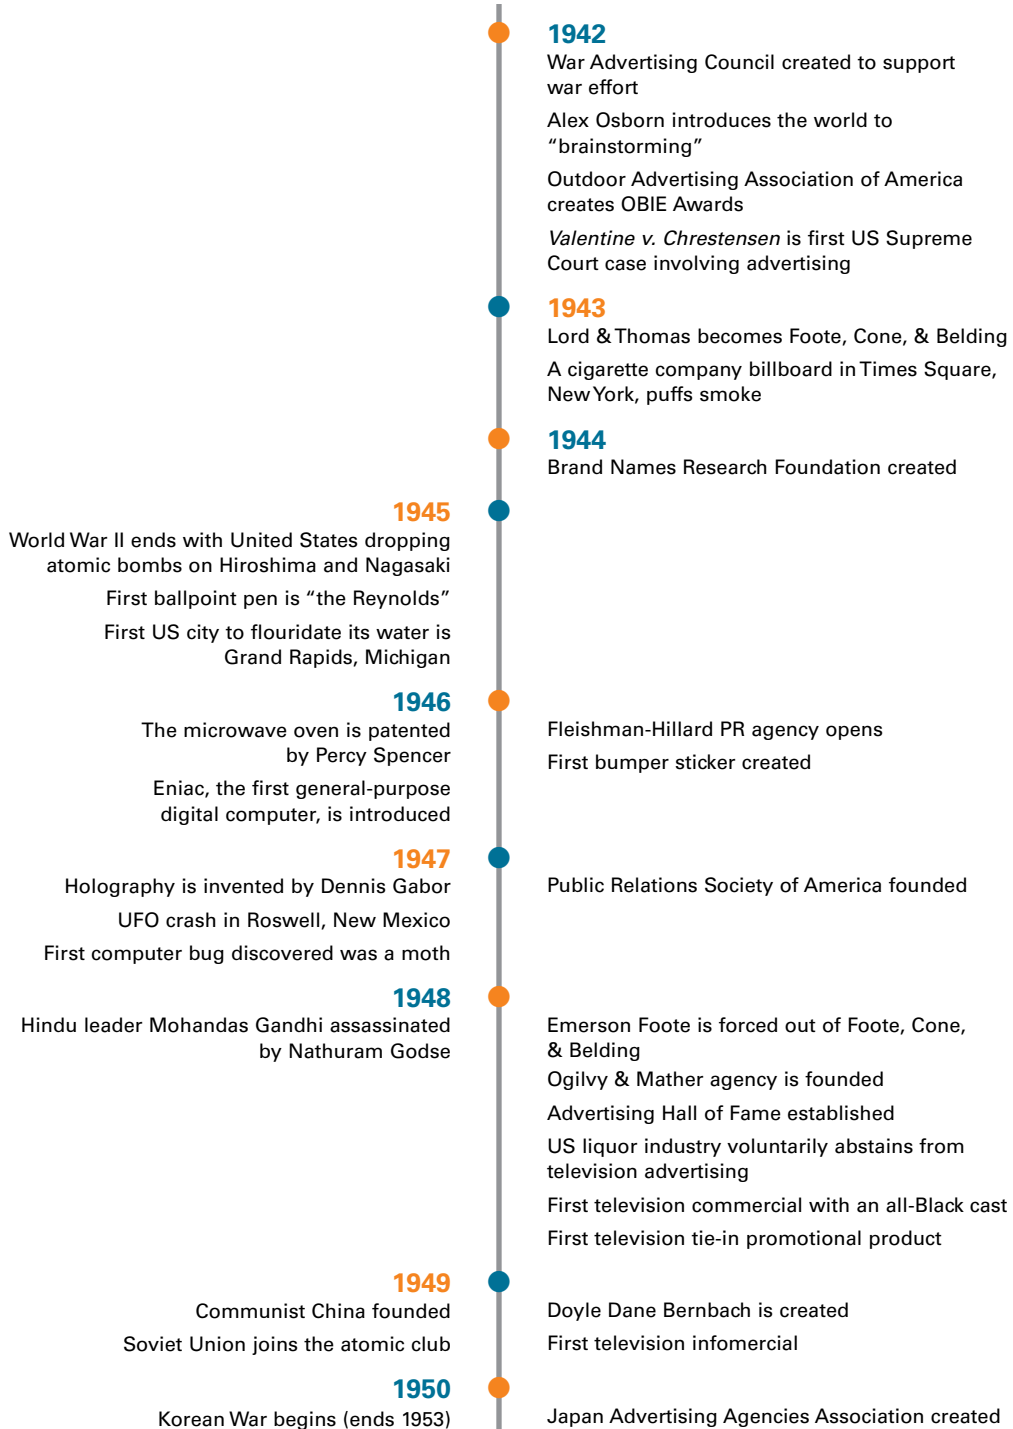 1942
War Advertising Council created to support
war effort
Alex Osborn introduces the world to
“brainstorming”
Outdoor Advertising Association of America
creates OBIE Awards
Valentine v. Chrestensen is first US Supreme
Court case involving advertising
1943
Lord & Thomas becomes Foote, Cone, & Belding
A cigarette company billboard in Times Square,
New York, puffs smoke
1944
Brand Names Research Foundation created
1945
World War II ends with United States dropping
atomic bombs on Hiroshima and Nagasaki
First ballpoint pen is “the Reynolds”
First US city to flouridate its water is
Grand Rapids, Michigan
1946
The microwave oven is patented
by Percy Spencer
Eniac, the first general-purpose
digital computer, is introduced
Fleishman-Hillard PR agency opens
First bumper sticker created
1947
Holography is invented by Dennis Gabor
UFO crash in Roswell, New Mexico
First computer bug discovered was a moth
Public Relations Society of America founded
1948
Hindu leader Mohandas Gandhi assassinated
by Nathuram Godse
Emerson Foote is forced out of Foote, Cone,
& Belding
Ogilvy & Mather agency is founded
Advertising Hall of Fame established
US liquor industry voluntarily abstains from
television advertising
First television commercial with an all-Black cast
First television tie-in promotional product
1949
Communist China founded
Soviet Union joins the atomic club
Doyle Dane Bernbach is created
First television infomercial
1950
Korean War begins (ends 1953)
Japan Advertising Agencies Association created